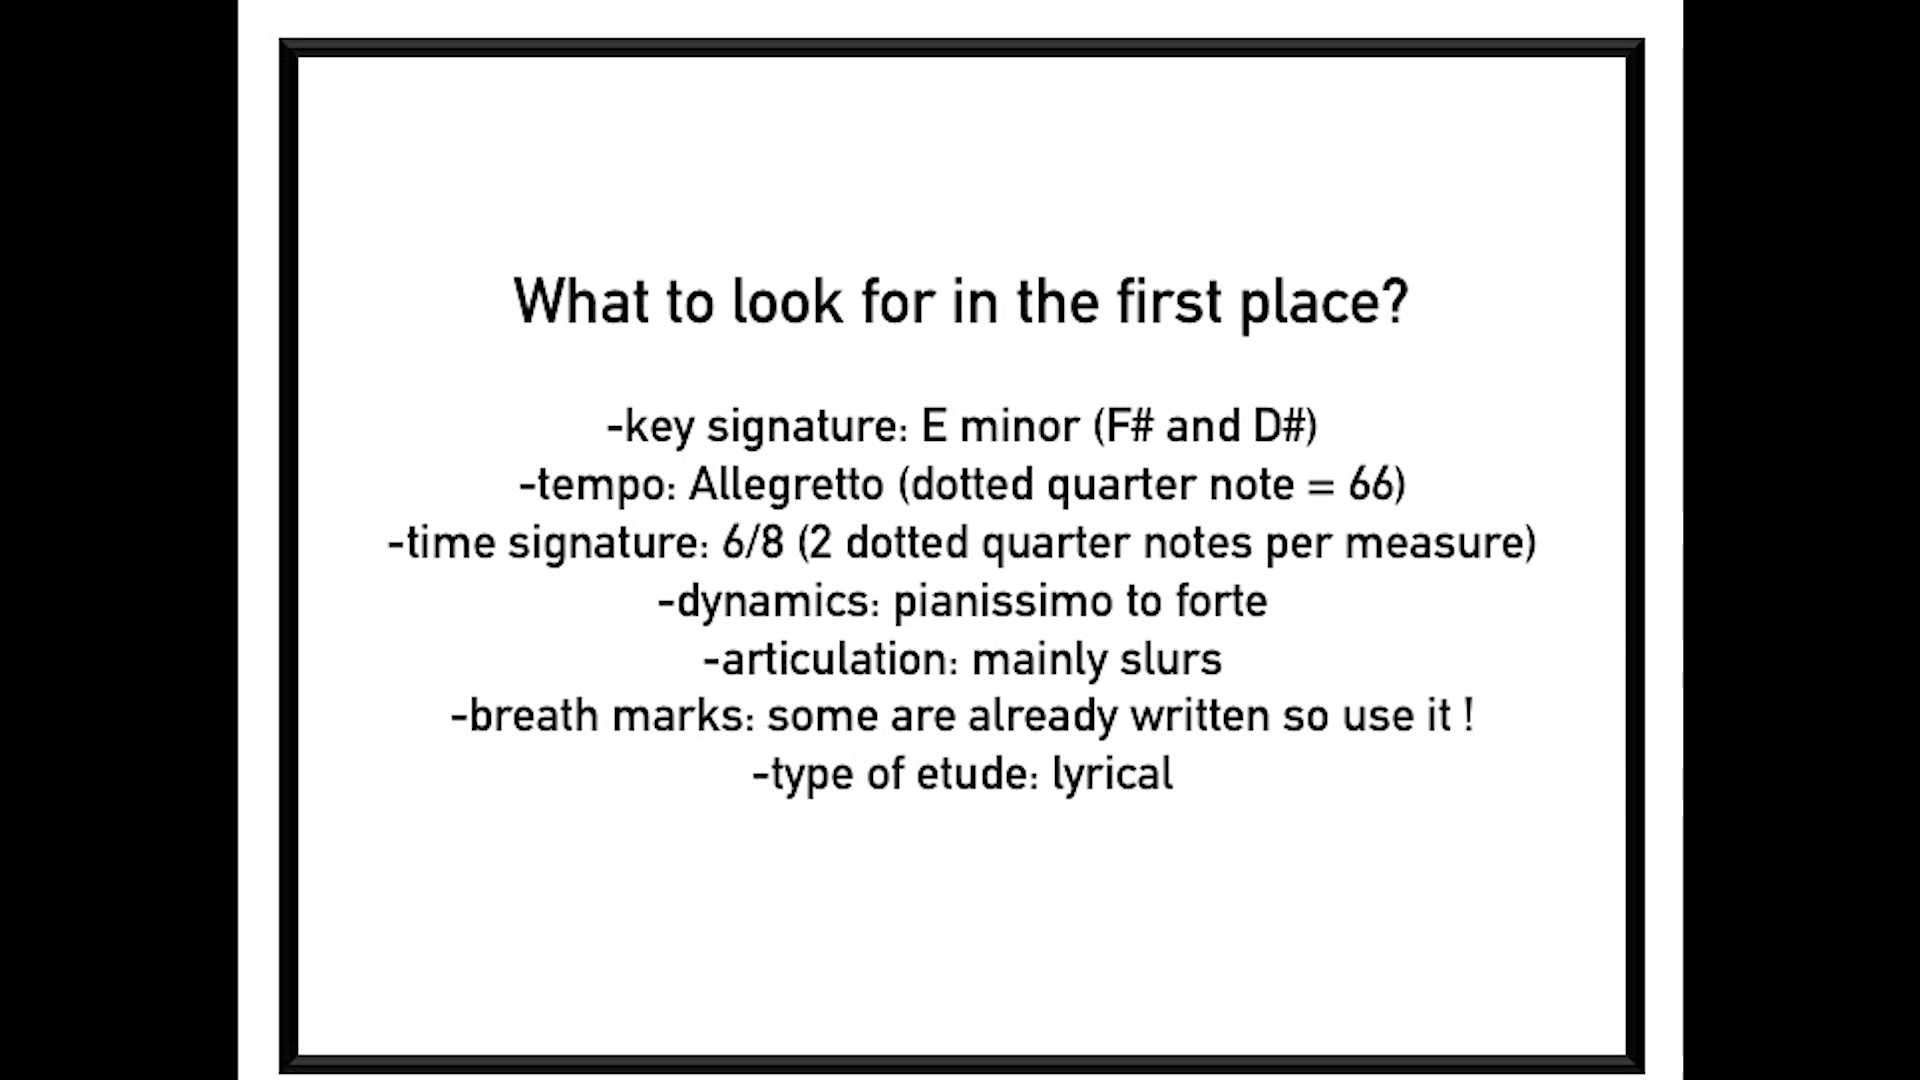 What to look for in the first place?
-key signature: E minor (F# and D#)
-tempo: Allegretto (dotted quarter note = 66)
-time signature: 6/8 (2 dotted quarter notes per measure)
-dynamics: pianissimo to forte
-articulation: mainly slurs
-breath marks: some are already written so use it !
-type of etude: lyrical